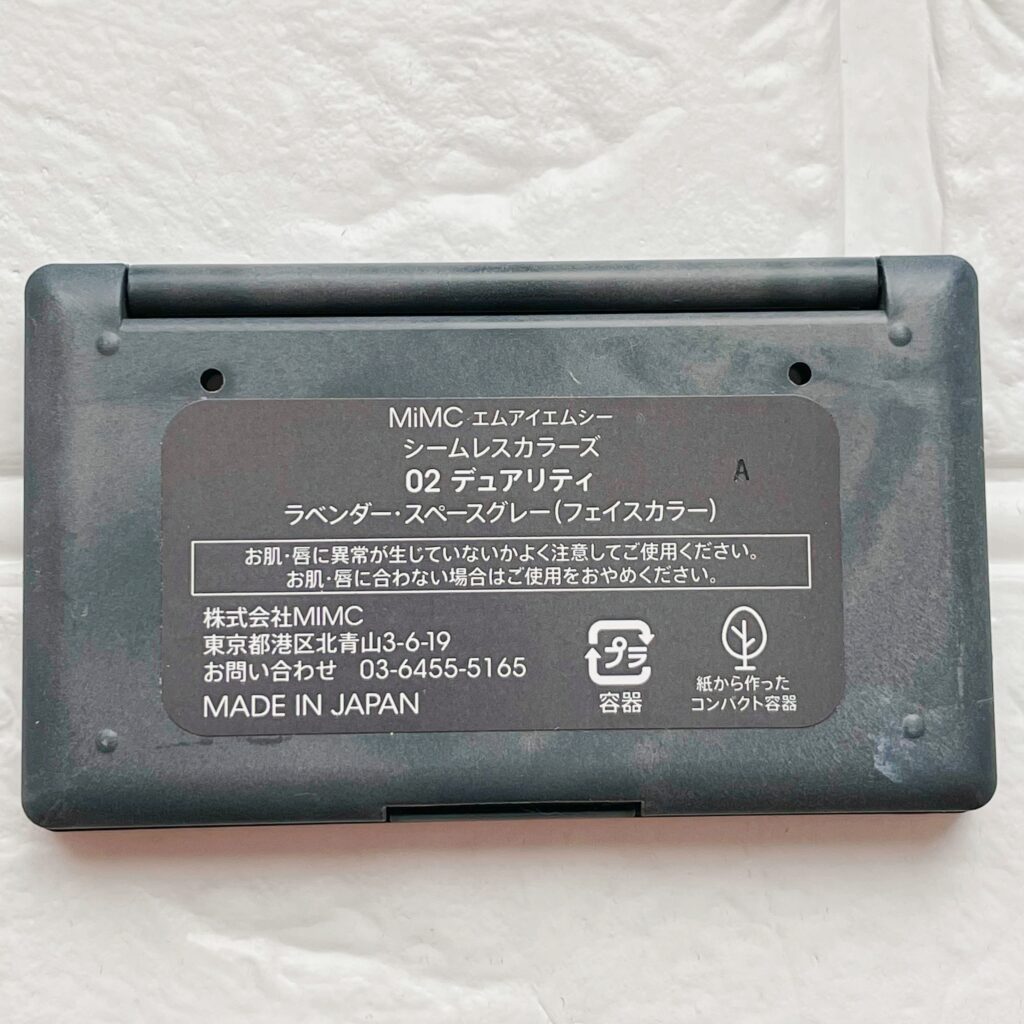 MiMC エムアイエムシー
シームレスカラーズ
02 デュアリティ
A
ラベンダー・スペースグレー(フェイスカラー)
お肌・唇に異常が生じていないかよく注意してご使用ください。
お肌・唇に合わない場合はご使用をおやめください。
株式会社MIMC
東京都港区北青山3-6-19
お問い合わせ 03-6455-5165
MADE IN JAPAN
プラ
容器
紙から作った
コンパクト容器